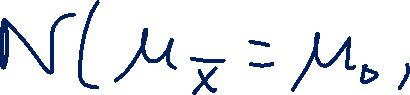 N(μ_x̄ = μ₀,